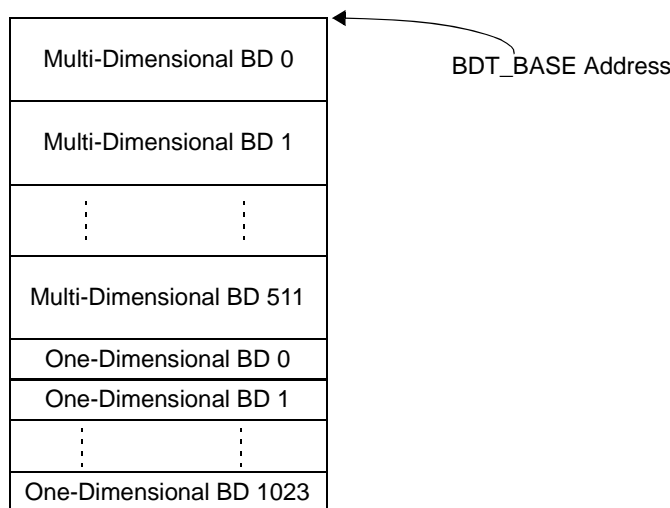 Multi-Dimensional BD 0
BDT_BASE Address
Multi-Dimensional BD 1
Multi-Dimensional BD 511
One-Dimensional BD 0
One-Dimensional BD 1
One-Dimensional BD 1023